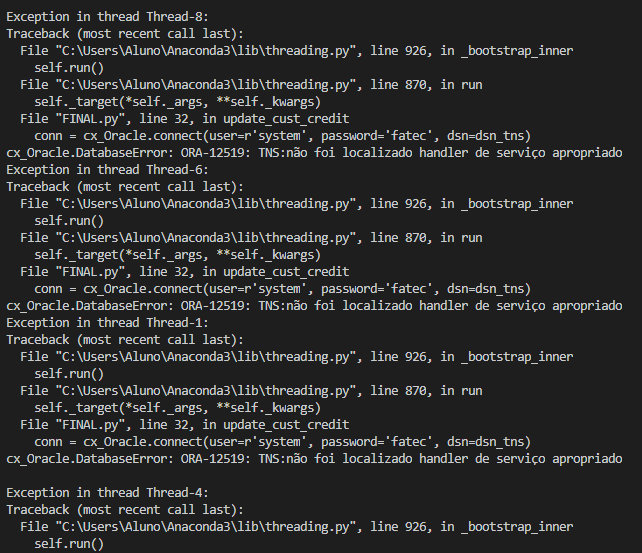 Exception in thread Thread-8:
Traceback (most recent call last):
  File "C:\Users\Aluno\Anaconda3\lib\threading.py", line 926, in _bootstrap_inner
    self.run()
  File "C:\Users\Aluno\Anaconda3\lib\threading.py", line 870, in run
    self._target(*self._args, **self._kwargs)
  File "FINAL.py", line 32, in update_cust_credit
    conn = cx_Oracle.connect(user=r'system', password='fatec', dsn=dsn_tns)
cx_Oracle.DatabaseError: ORA-12519: TNS:não foi localizado handler de serviço apropriado
Exception in thread Thread-6:
Traceback (most recent call last):
  File "C:\Users\Aluno\Anaconda3\lib\threading.py", line 926, in _bootstrap_inner
    self.run()
  File "C:\Users\Aluno\Anaconda3\lib\threading.py", line 870, in run
    self._target(*self._args, **self._kwargs)
  File "FINAL.py", line 32, in update_cust_credit
    conn = cx_Oracle.connect(user=r'system', password='fatec', dsn=dsn_tns)
cx_Oracle.DatabaseError: ORA-12519: TNS:não foi localizado handler de serviço apropriado
Exception in thread Thread-1:
Traceback (most recent call last):
  File "C:\Users\Aluno\Anaconda3\lib\threading.py", line 926, in _bootstrap_inner
    self.run()
  File "C:\Users\Aluno\Anaconda3\lib\threading.py", line 870, in run
    self._target(*self._args, **self._kwargs)
  File "FINAL.py", line 32, in update_cust_credit
    conn = cx_Oracle.connect(user=r'system', password='fatec', dsn=dsn_tns)
cx_Oracle.DatabaseError: ORA-12519: TNS:não foi localizado handler de serviço apropriado

Exception in thread Thread-4:
Traceback (most recent call last):
  File "C:\Users\Aluno\Anaconda3\lib\threading.py", line 926, in _bootstrap_inner
    self.run()